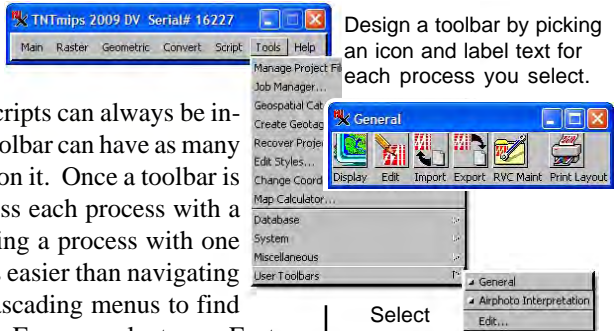 TNTmips 2009 DV Serial# 16227
Main Raster Geometric Convert Script Tools Help
Design a toolbar by picking
an icon and label text for
each process you select.
Manage Project Fil
Job Manager...
Geospatial Cat
Create Geotag
Recover Projec
Edit Styles...
Change Coord
Map Calculator...
Database
System
Miscellaneous
User Toolbars
General
Display Edit Import Export RVC Maint Print Layout
General
Airphoto Interpretation
Edit...
Select
cripts can always be in-
olbar can have as many
on it. Once a toolbar is
ss each process with a
ing a process with one
s easier than navigating
ascading menus to find